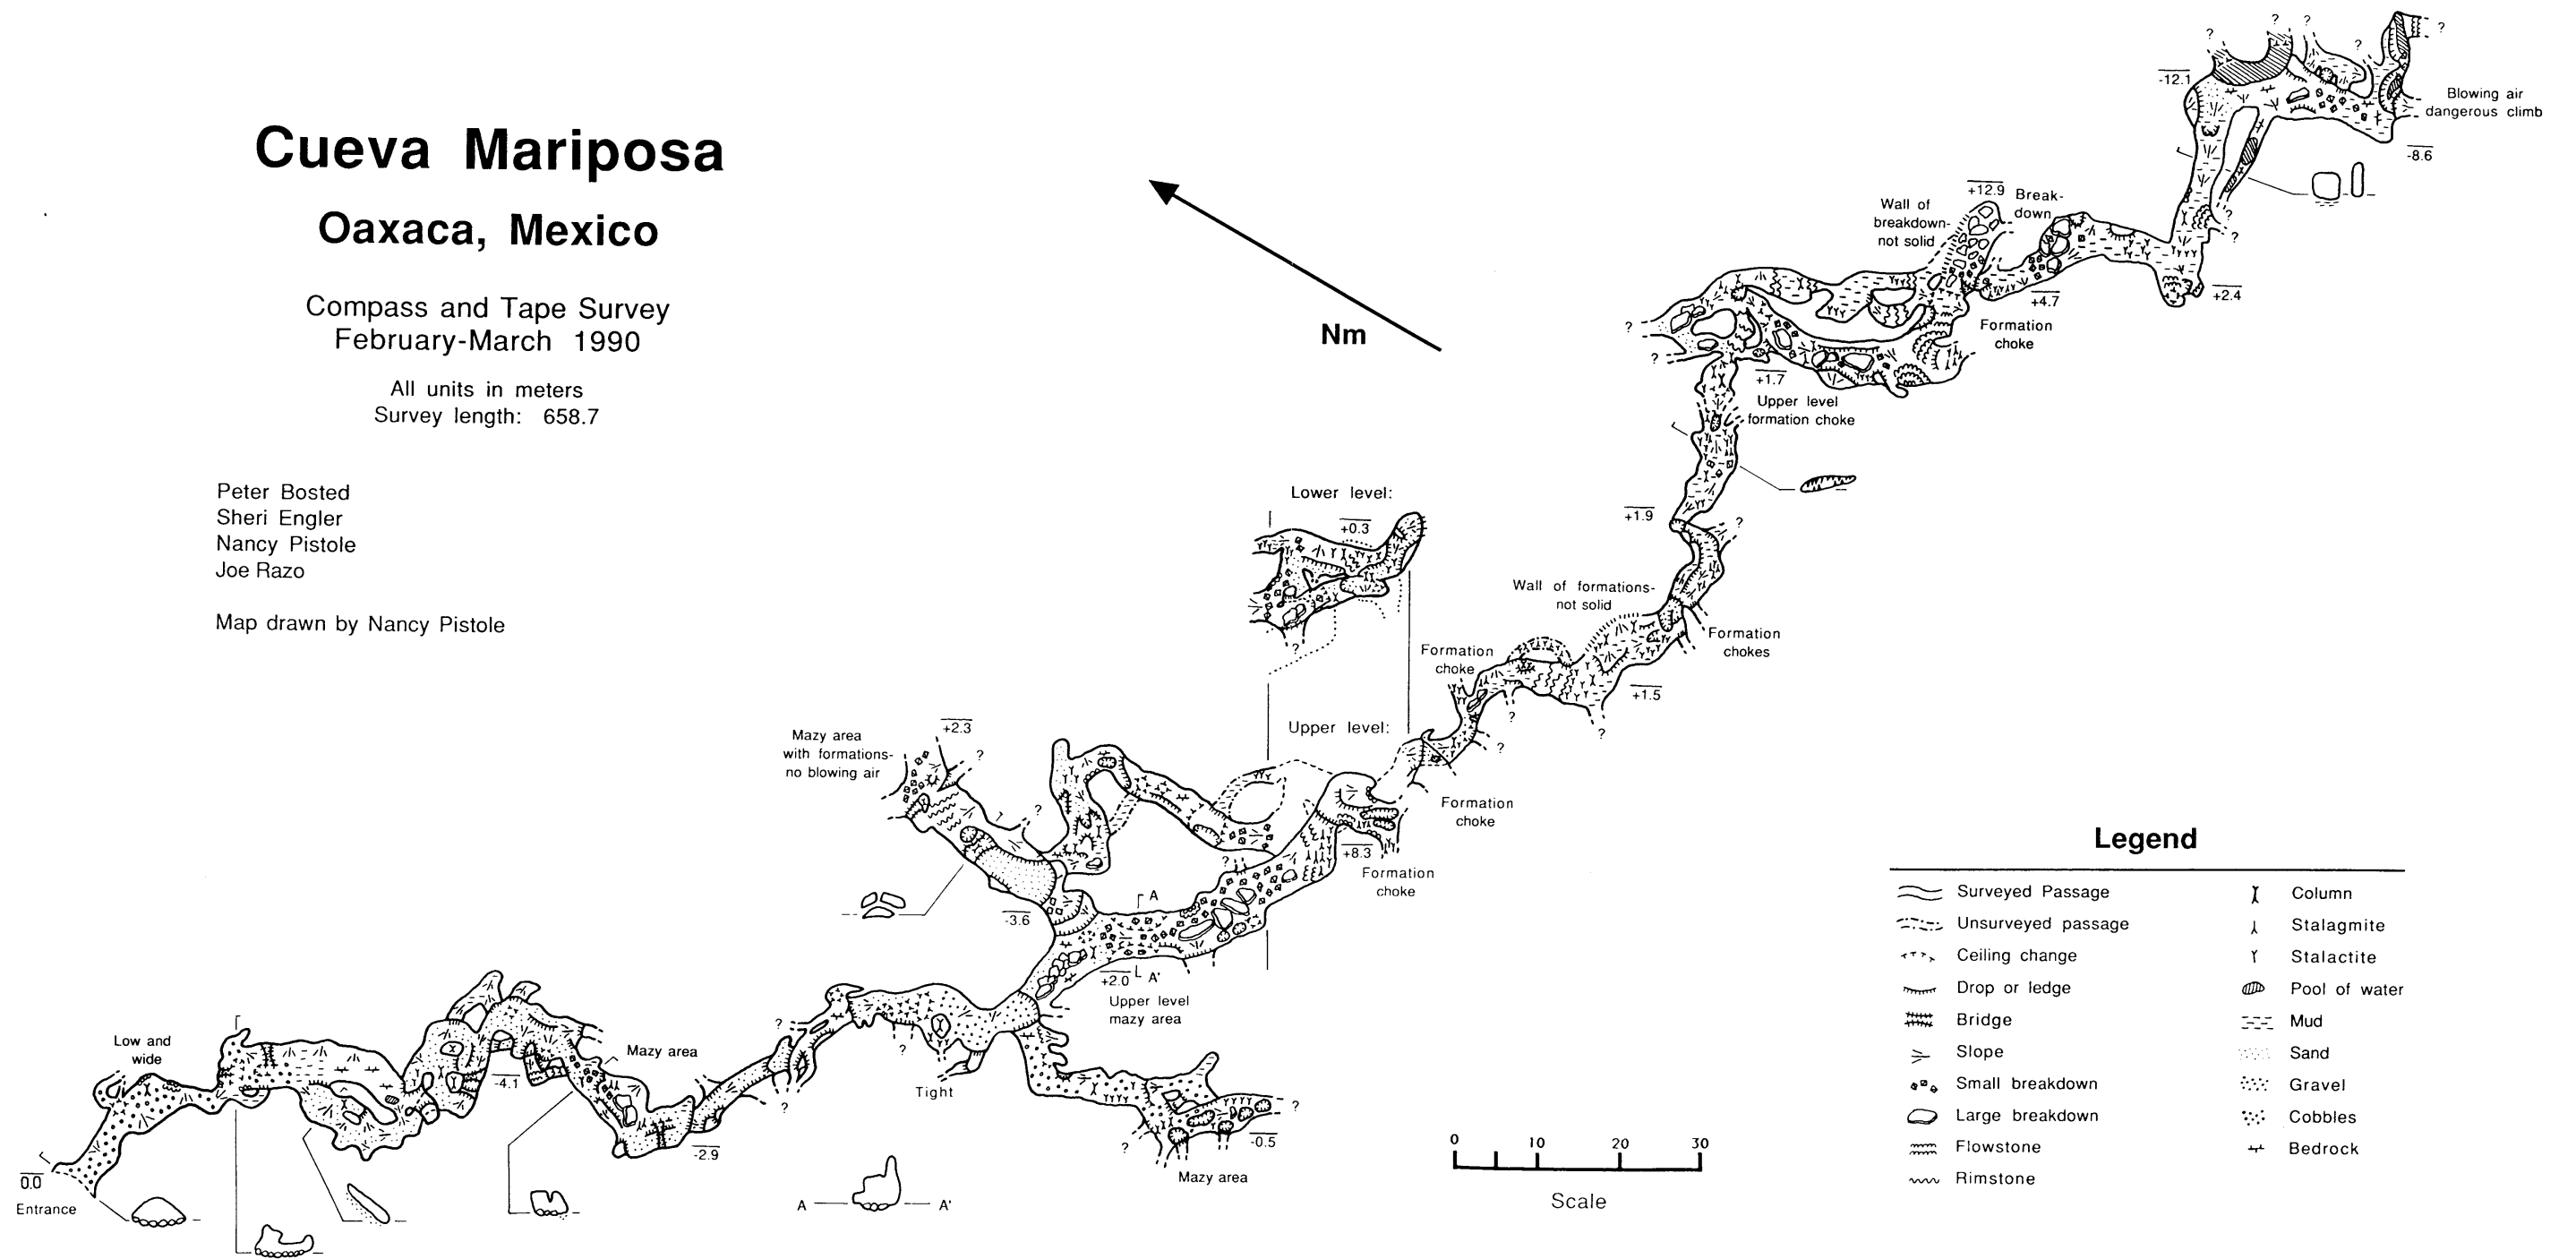 Cueva Mariposa
Oaxaca, Mexico
Compass and Tape Survey
February-March 1990
All units in meters
Survey length: 658.7
Peter Bosted
Sheri Engler
Nancy Pistole
Joe Razo
Map drawn by Nancy Pistole
Nm
?
?
?
?
?
-12.1
Blowing air
dangerous climb
-8.6
+12.9
Break-
down
Wall of
breakdown-
not solid
?
?
+2.4
+4.7
Formation
choke
?
?
+1.7
Upper level
formation choke
+1.9
?
Lower level:
+0.3
?
Wall of formations-
not solid
Formation
chokes
Formation
choke
+1.5
?
?
?
Upper level:
Formation
choke
+8.3
Formation
choke
+2.3
Mazy area
with formations-
no blowing air
?
?
?
-3.6
A
A'
+2.0
Upper level
mazy area
Low and
wide
-4.1
Mazy area
?
?
?
Tight
-2.9
?
?
-0.5
Mazy area
0.0
Entrance
A
A'
0
10
20
30
Scale
Legend
Surveyed Passage
Unsurveyed passage
Ceiling change
Drop or ledge
Bridge
Slope
Small breakdown
Large breakdown
Flowstone
Rimstone
Column
Stalagmite
Stalactite
Pool of water
Mud
Sand
Gravel
Cobbles
Bedrock